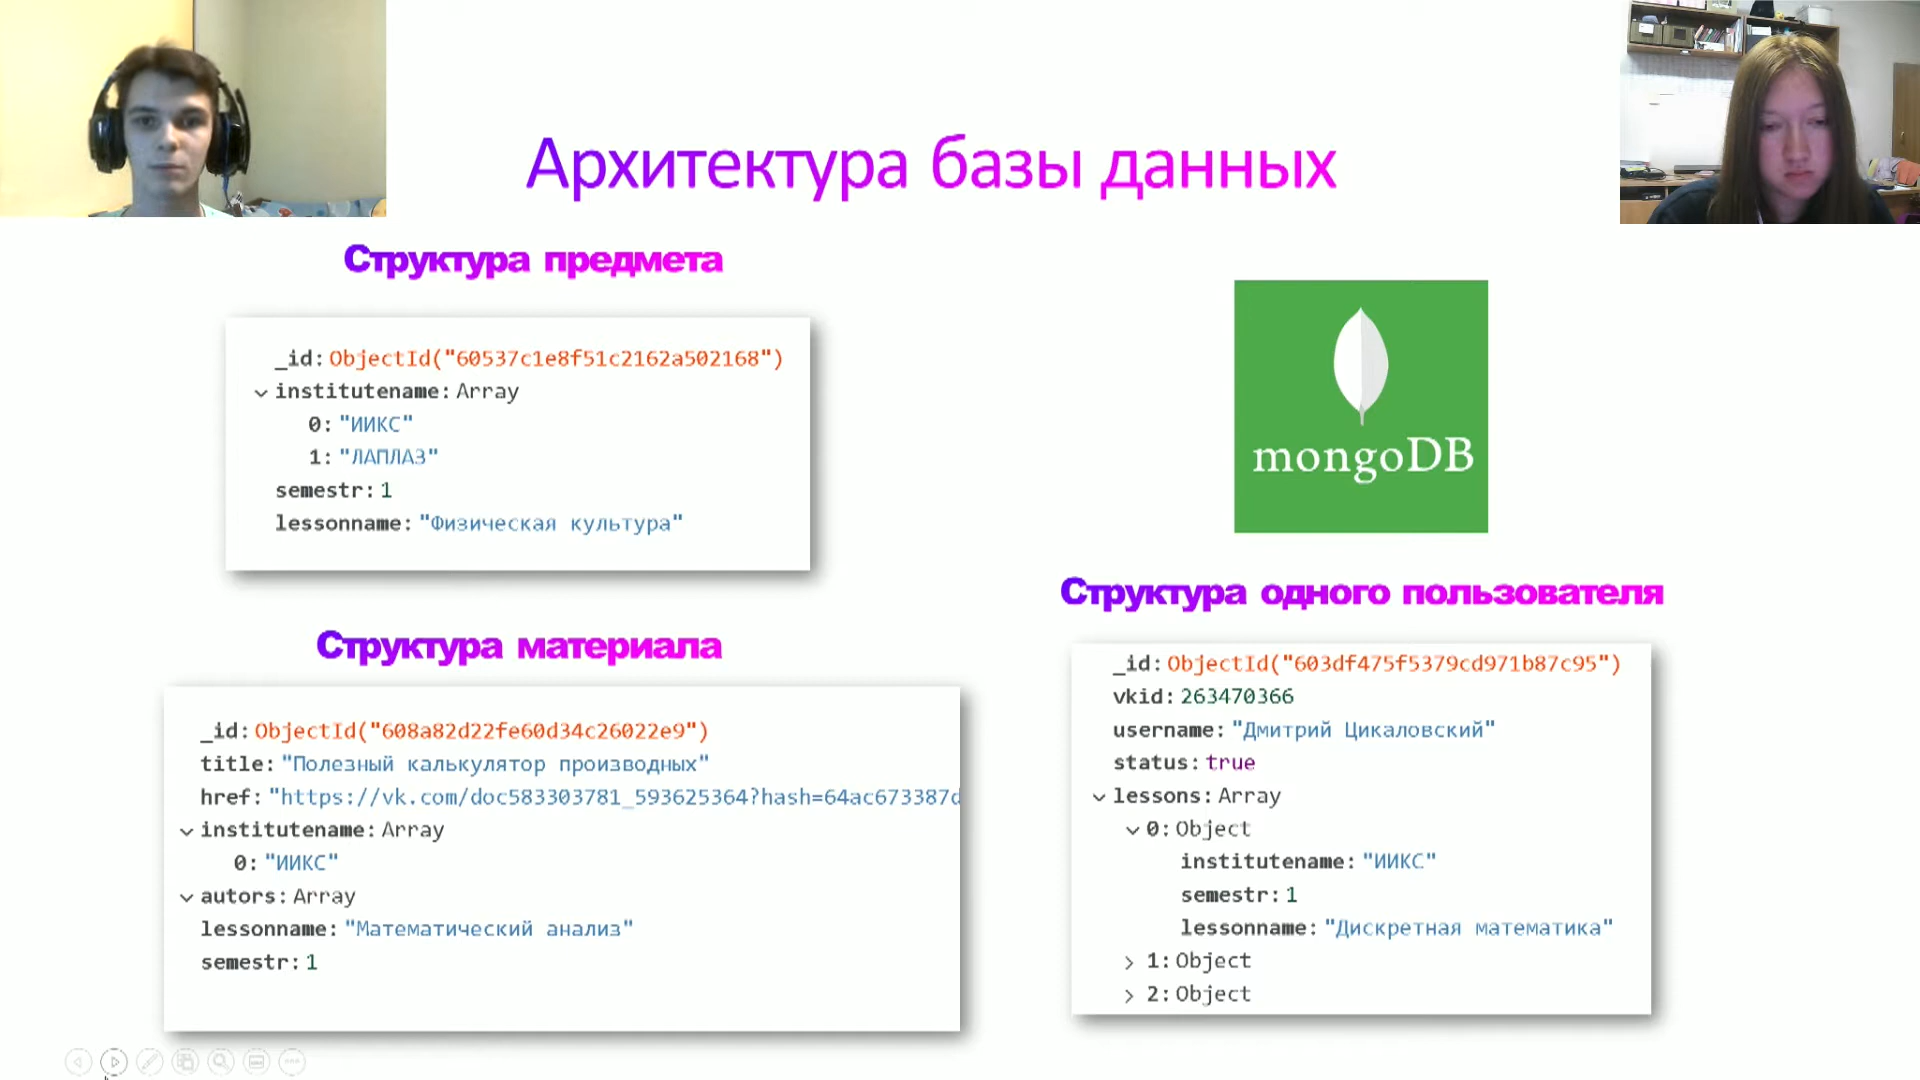 Архитектура базы данных
Структура предмета
_id: ObjectId("60537c1e8f51c2162a502168")
institutename: Array
0: "ИИКС"
1: "ЛАПЛАЗ"
semestr: 1
lessonname: "Физическая культура"
mongoDB
Структура материала
_id: ObjectId("608a82d22fe60d34c26022e9")
title: "Полезный калькулятор производных"
href: "https://vk.com/doc583303781_593625364?hash=64ac673387d
institutename: Array
0: "ИИКС"
autors: Array
lessonname: "Математический анализ"
semestr: 1
Структура одного пользователя
_id: ObjectId("603df475f5379cd971b87c95")
vkid: 263470366
username: "Дмитрий Цикаловский"
status: true
lessons: Array
0: Object
institutename: "ИИКС"
semestr: 1
lessonname: "Дискретная математика"
1: Object
2: Object